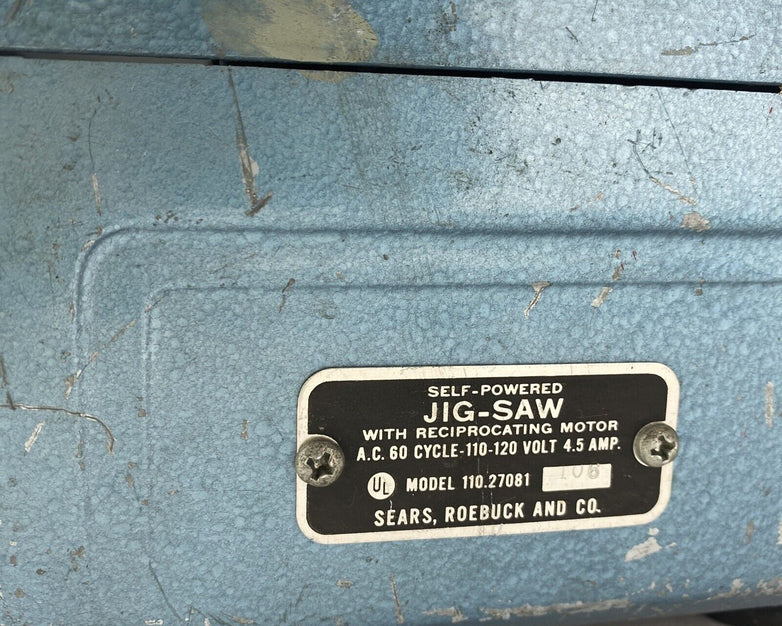 SELF-POWERED
JIG-SAW
WITH RECIPROCATING MOTOR
A.C. 60 CYCLE-110-120 VOLT 4.5 AMP.
UL MODEL 110.27081 108
SEARS, ROEBUCK AND CO.